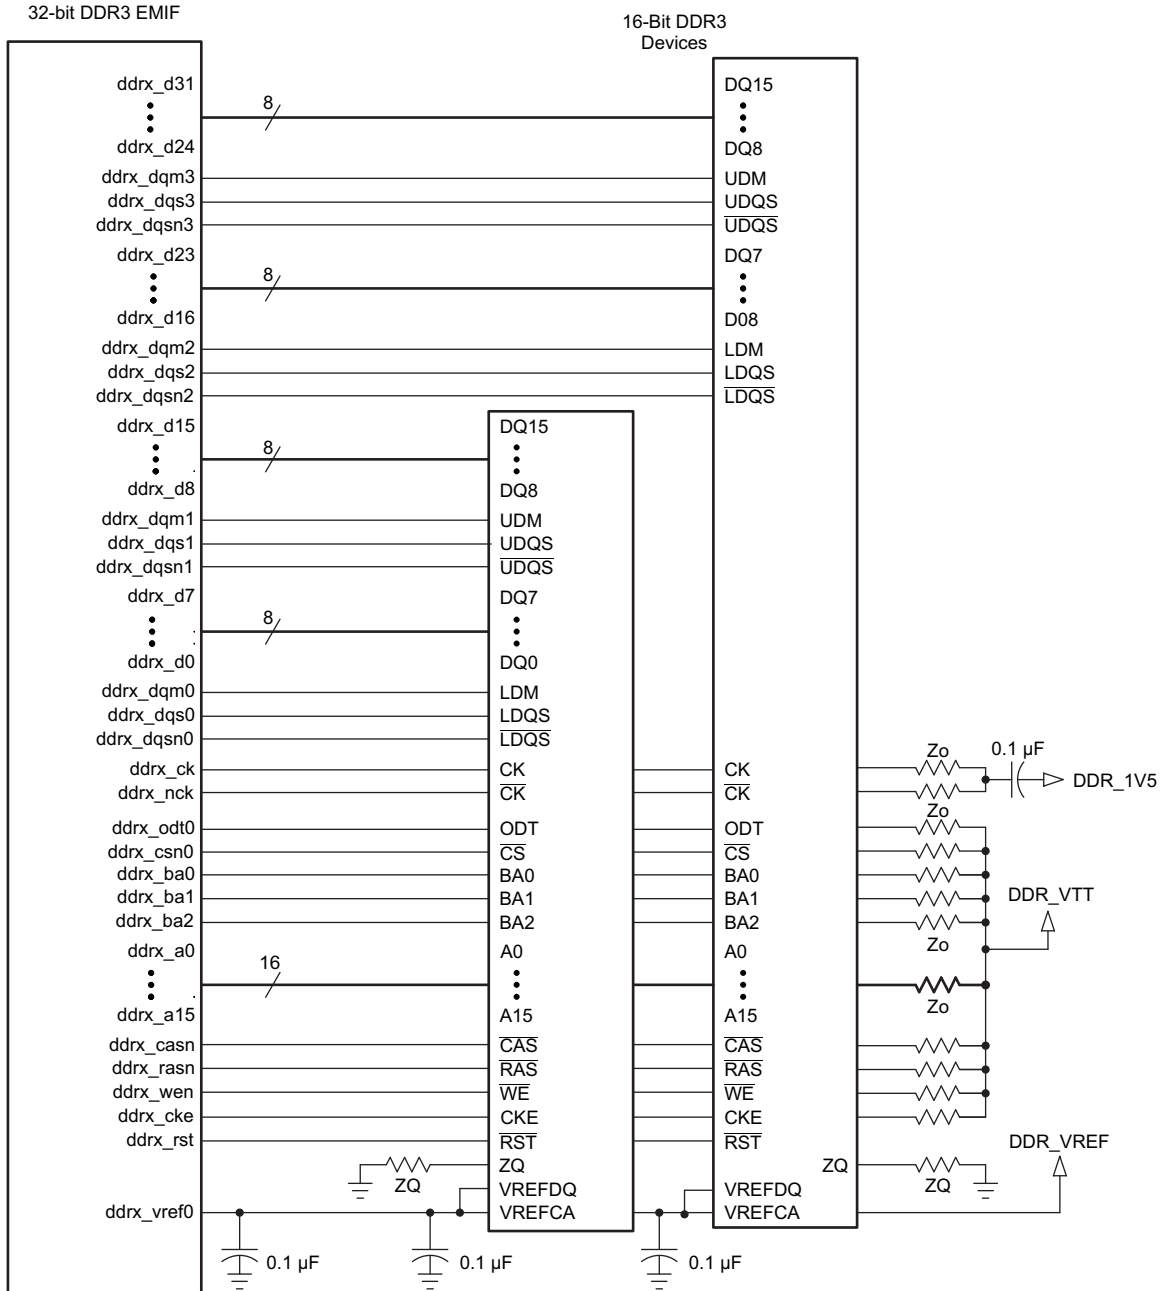 32-bit DDR3 EMIF
16-Bit DDR3
Devices
ddrx_d31
8
DQ15
ddrx_d24
DQ8
ddrx_dqm3
UDM
ddrx_dqs3
UDQS
ddrx_dqsn3
UDQS
ddrx_d23
8
DQ7
ddrx_d16
D08
ddrx_dqm2
LDM
ddrx_dqs2
LDQS
ddrx_dqsn2
LDQS
ddrx_d15
8
DQ15
ddrx_d8
DQ8
ddrx_dqm1
UDM
ddrx_dqs1
UDQS
ddrx_dqsn1
UDQS
ddrx_d7
8
DQ7
ddrx_d0
DQ0
ddrx_dqm0
LDM
ddrx_dqs0
LDQS
ddrx_dqsn0
LDQS
Zo
0.1 µF
ddrx_ck
CK
CK
DDR_1V5
ddrx_nck
CK
CK
Zo
ddrx_odt0
ODT
ODT
ddrx_csn0
CS
CS
ddrx_ba0
BA0
BA0
ddrx_ba1
BA1
BA1
DDR_VTT
ddrx_ba2
BA2
BA2
Zo
ddrx_a0
16
A0
A0
Zo
ddrx_a15
A15
A15
ddrx_casn
CAS
CAS
ddrx_rasn
RAS
RAS
ddrx_wen
WE
WE
ddrx_cke
CKE
CKE
ddrx_rst
RST
RST
DDR_VREF
ZQ
ZQ
ZQ
ZQ
VREFDQ
VREFDQ
ddrx_vref0
VREFCA
VREFCA
0.1 µF
0.1 µF
0.1 µF